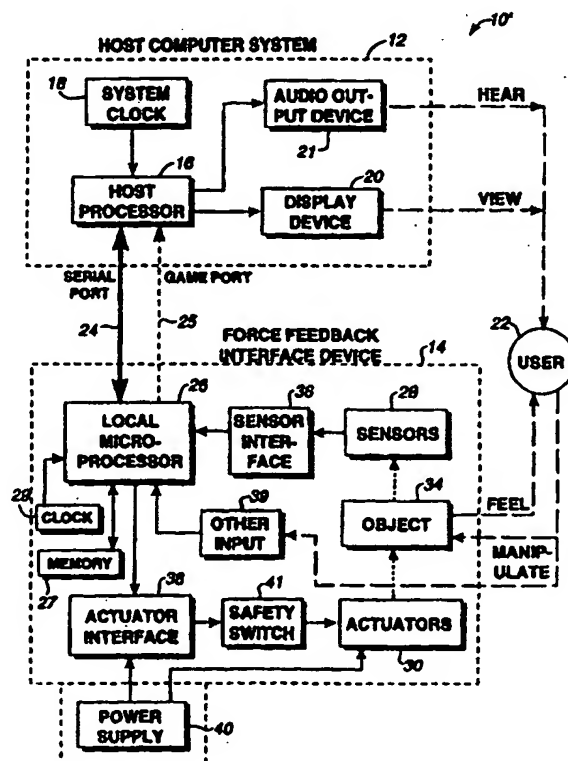 10'
HOST COMPUTER SYSTEM
12
18
SYSTEM
CLOCK
AUDIO OUT-
PUT DEVICE
21
HEAR
16
HOST
PROCESSOR
20
DISPLAY
DEVICE
VIEW
SERIAL
PORT
GAME PORT
24
25
FORCE FEEDBACK
INTERFACE DEVICE
14
22
USER
26
LOCAL
MICRO-
PROCESSOR
36
SENSOR
INTER-
FACE
28
SENSORS
29
CLOCK
39
OTHER
INPUT
34
OBJECT
FEEL
MANIP-
ULATE
MEMORY
27
38
ACTUATOR
INTERFACE
41
SAFETY
SWITCH
ACTUATORS
30
POWER
SUPPLY
40